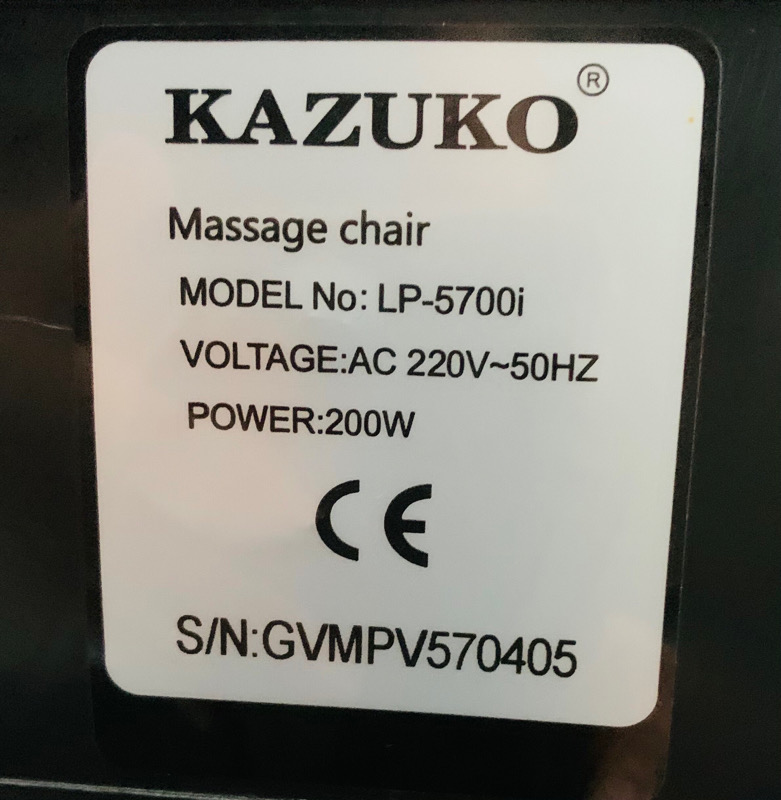 KAZUKO®
Massage chair
MODEL No: LP-5700i
VOLTAGE:AC 220V~50HZ
POWER:200W
CE
S/N:GVMPV570405